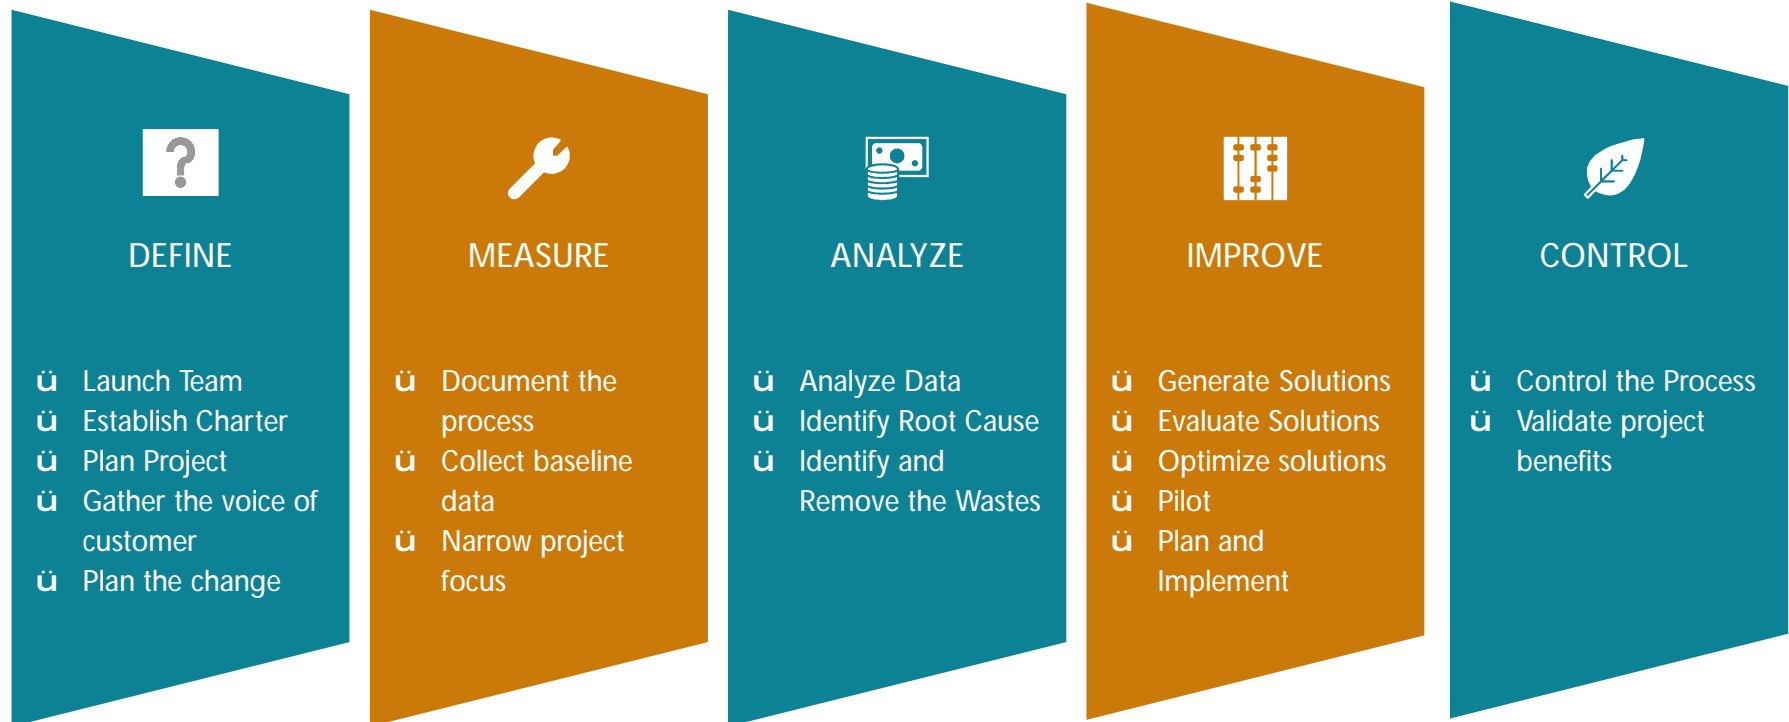 ?
DEFINE
ü Launch Team
ü Establish Charter
ü Plan Project
ü Gather the voice of
customer
ü Plan the change
MEASURE
ü Document the
process
ü Collect baseline
data
ü Narrow project
focus
ANALYZE
ü Analyze Data
ü Identify Root Cause
ü Identify and
Remove the Wastes
IMPROVE
ü Generate Solutions
ü Evaluate Solutions
ü Optimize solutions
ü Pilot
ü Plan and
Implement
CONTROL
ü Control the Process
ü Validate project
benefits